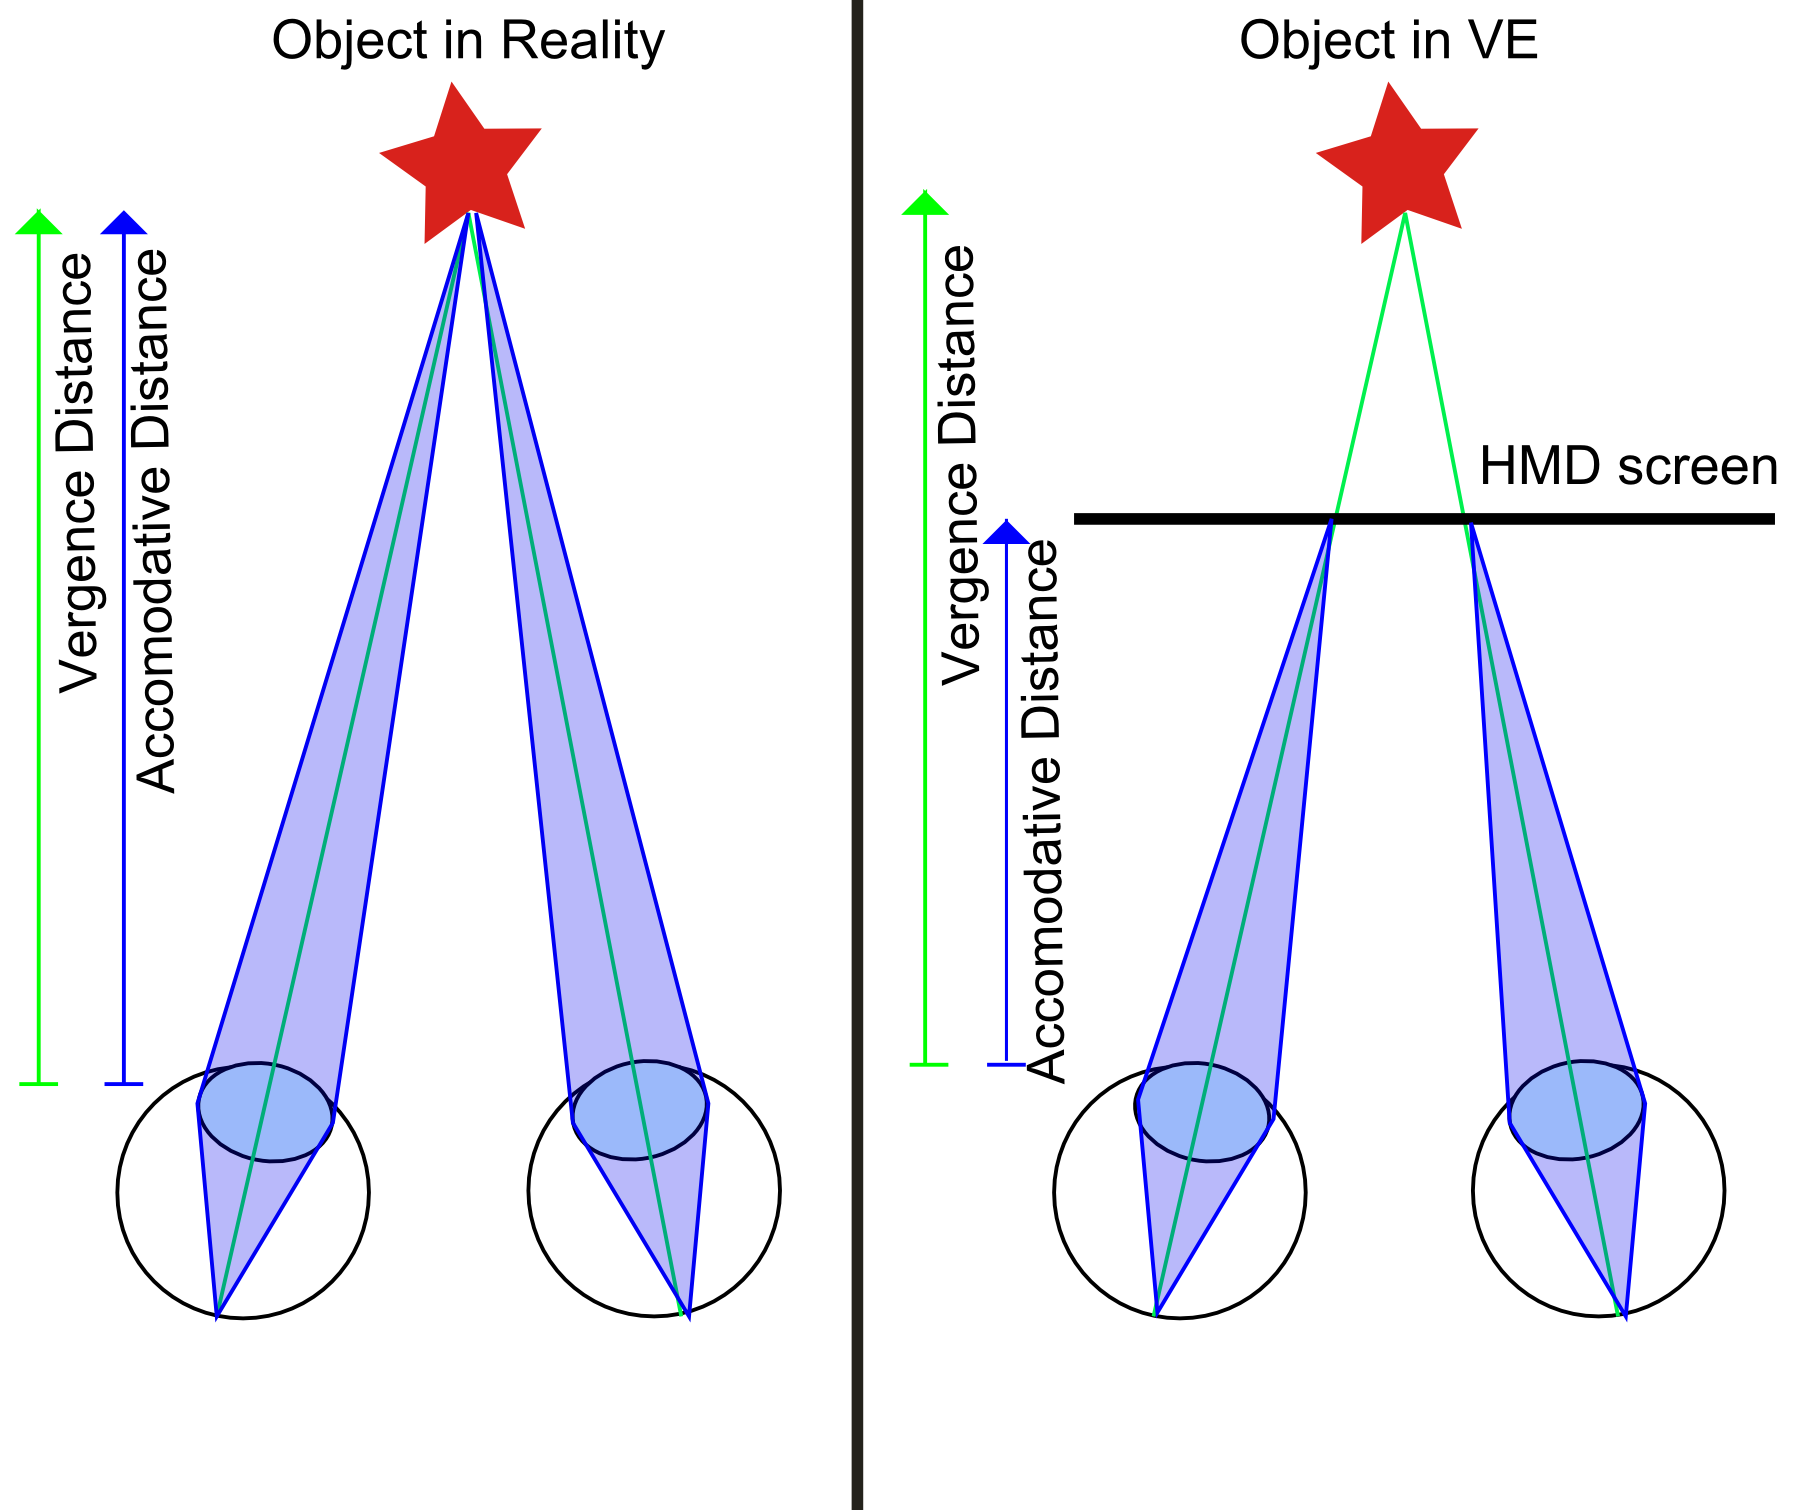 Object in Reality
Vergence Distance
Accomodative Distance
Object in VE
Vergence Distance
HMD screen
Accomodative Distance